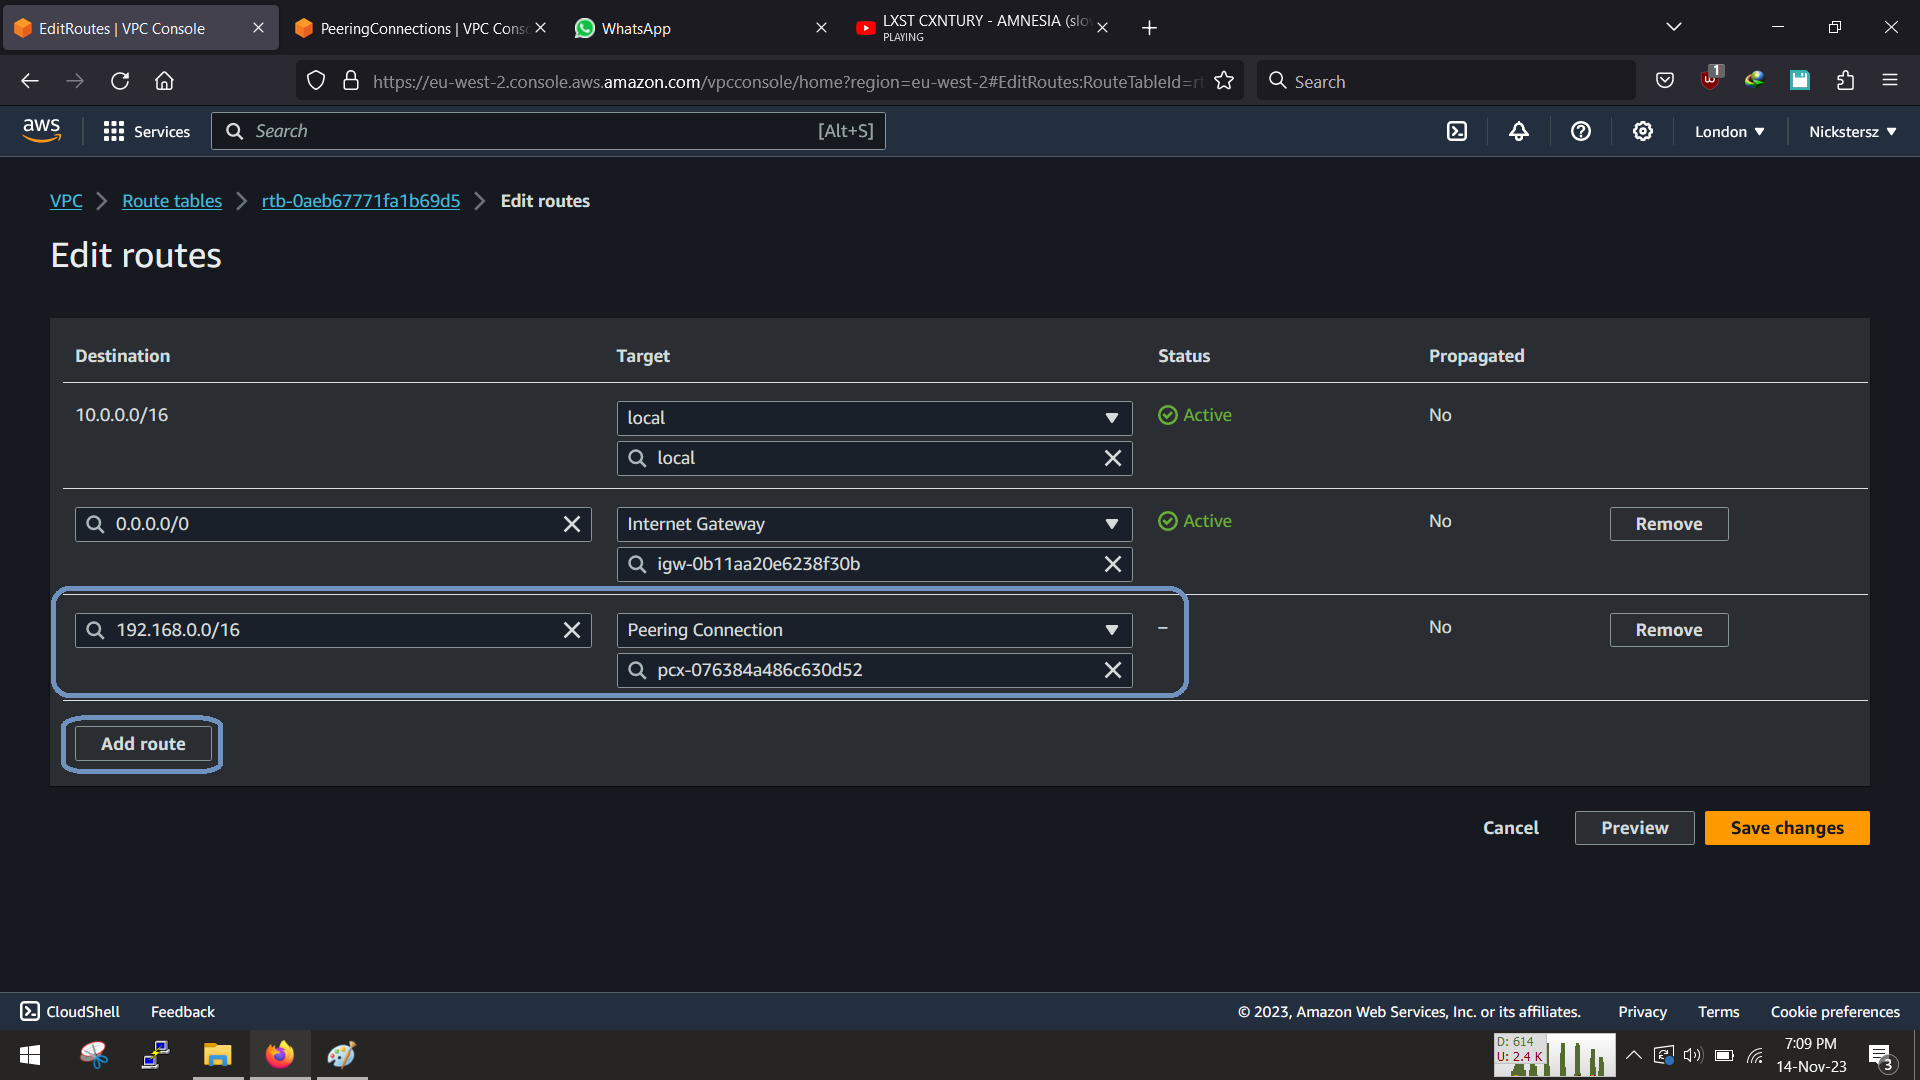 EditRoutes | VPC Console
PeeringConnections | VPC Cons
WhatsApp
LXST CXNTURY - AMNESIA (slo
PLAYING
https://eu-west-2.console.aws.amazon.com/vpcconsole/home?region=eu-west-2#EditRoutes:RouteTableId=r
Search
1
aws
Services
Search
[Alt+S]
London
Nickstersz
VPC
Route tables
rtb-0aeb67771fa1b69d5
Edit routes
Edit routes
Destination
Target
Status
Propagated
10.0.0.0/16
local
Active
No
local
0.0.0.0/0
Internet Gateway
Active
No
Remove
igw-0b11aa20e6238f30b
192.168.0.0/16
Peering Connection
–
No
Remove
pcx-076384a486c630d52
Add route
Cancel
Preview
Save changes
CloudShell
Feedback
© 2023, Amazon Web Services, Inc. or its affiliates.
Privacy
Terms
Cookie preferences
D: 614
U: 2.4 K
7:09 PM
14-Nov-23
3